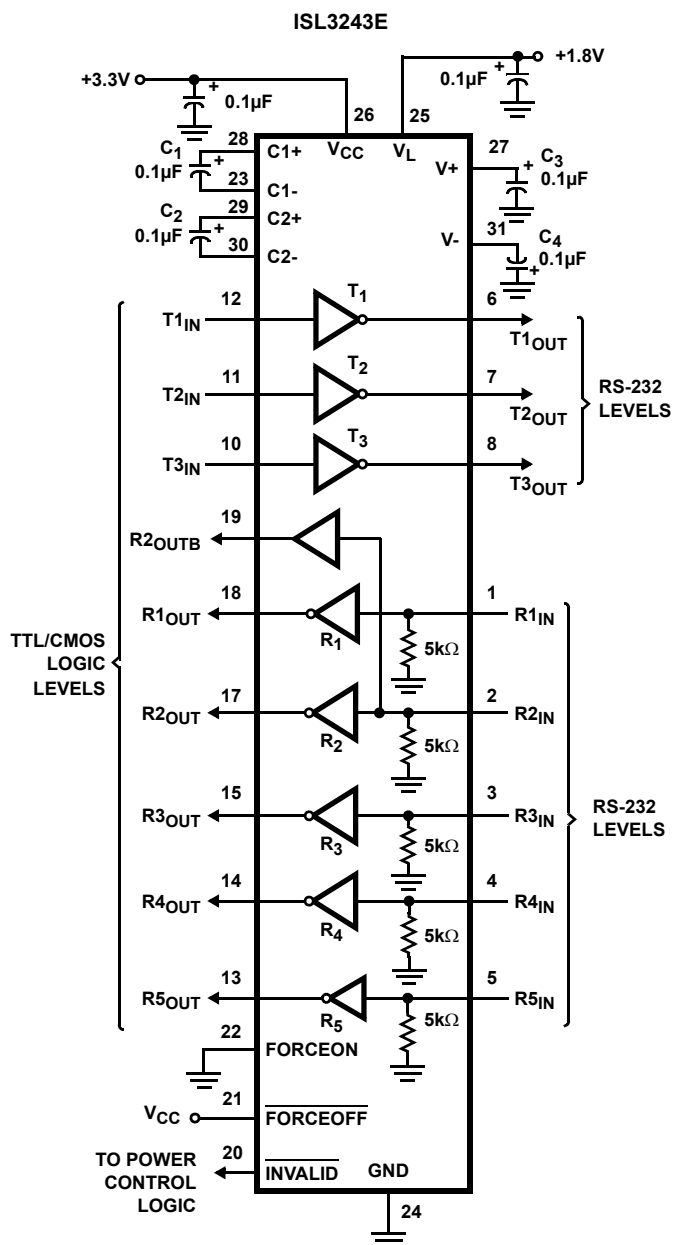 ISL3243E
+3.3V
+
0.1µF
+1.8V
0.1µF
+
26
25
VCC
VL
C1
0.1µF
+
28
C1+
23
C1-
C2
0.1µF
+
29
C2+
30
C2-
27
V+
+
C3
0.1µF
31
V-
C4
0.1µF
+
T1IN
12
T1
6
T1OUT
T2IN
11
T2
7
T2OUT
T3IN
10
T3
8
T3OUT
RS-232
LEVELS
R2OUTB
19
R1OUT
18
R1
5kΩ
1
R1IN
TTL/CMOS
LOGIC
LEVELS
R2OUT
17
R2
5kΩ
2
R2IN
R3OUT
15
R3
5kΩ
3
R3IN
RS-232
LEVELS
R4OUT
14
R4
5kΩ
4
R4IN
R5OUT
13
R5
5kΩ
5
R5IN
22
FORCEON
VCC
21
FORCEOFF
TO POWER
CONTROL
LOGIC
20
INVALID
GND
24